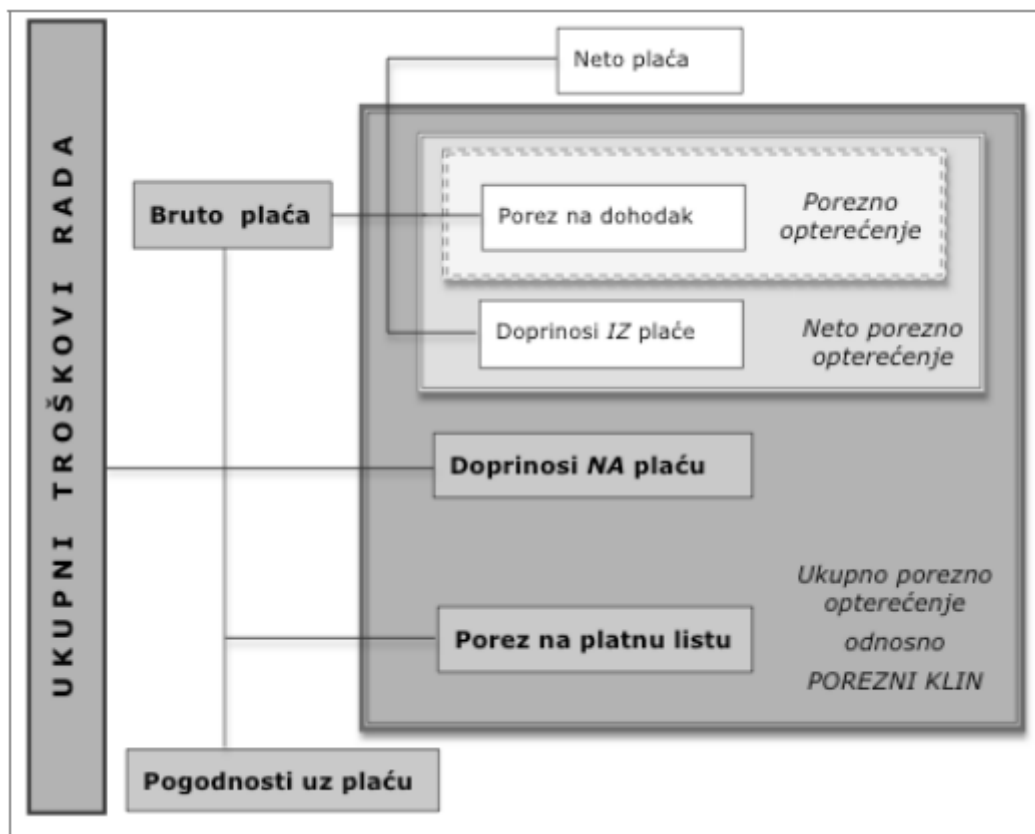 UKUPNI TROŠKOVI RADA
Neto plaća
Bruto plaća
Porez na dohodak
Porezno
opterećenje
Doprinosi IZ plaće
Neto porezno
opterećenje
Doprinosi NA plaću
Ukupno porezno
opterećenje
odnosno
POREZNI KLIN
Porez na platnu listu
Pogodnosti uz plaću